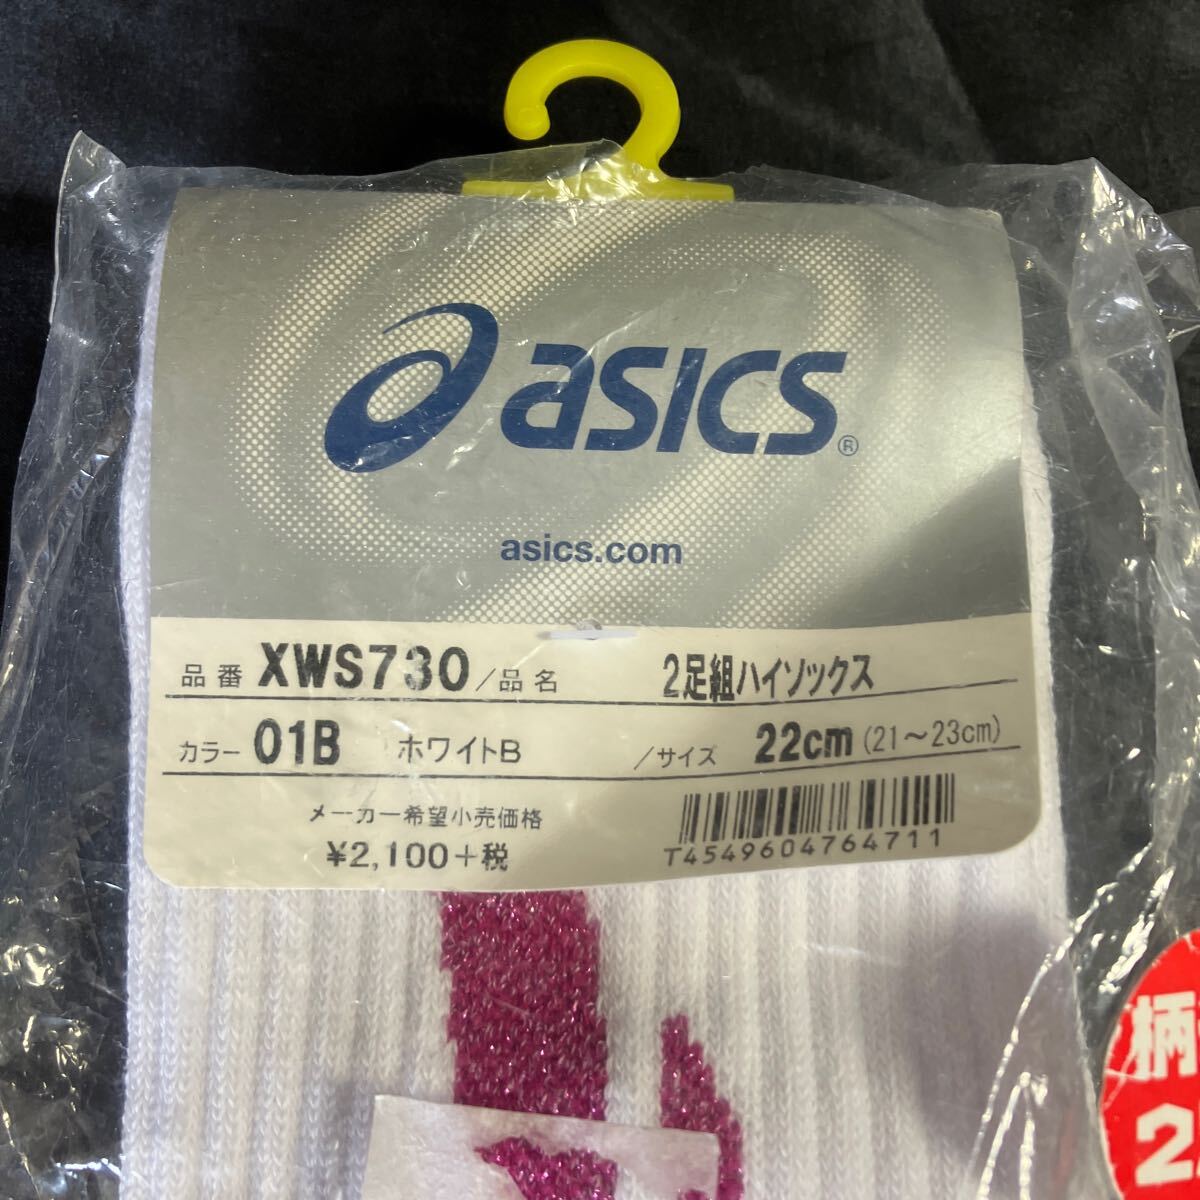 asics®
asics.com
品番 XWS730 /品名 2足組ハイソックス
カラー 01B ホワイトB /サイズ 22cm (21～23cm)
メーカー希望小売価格
¥2,100+税
T4549604764711
柄
2